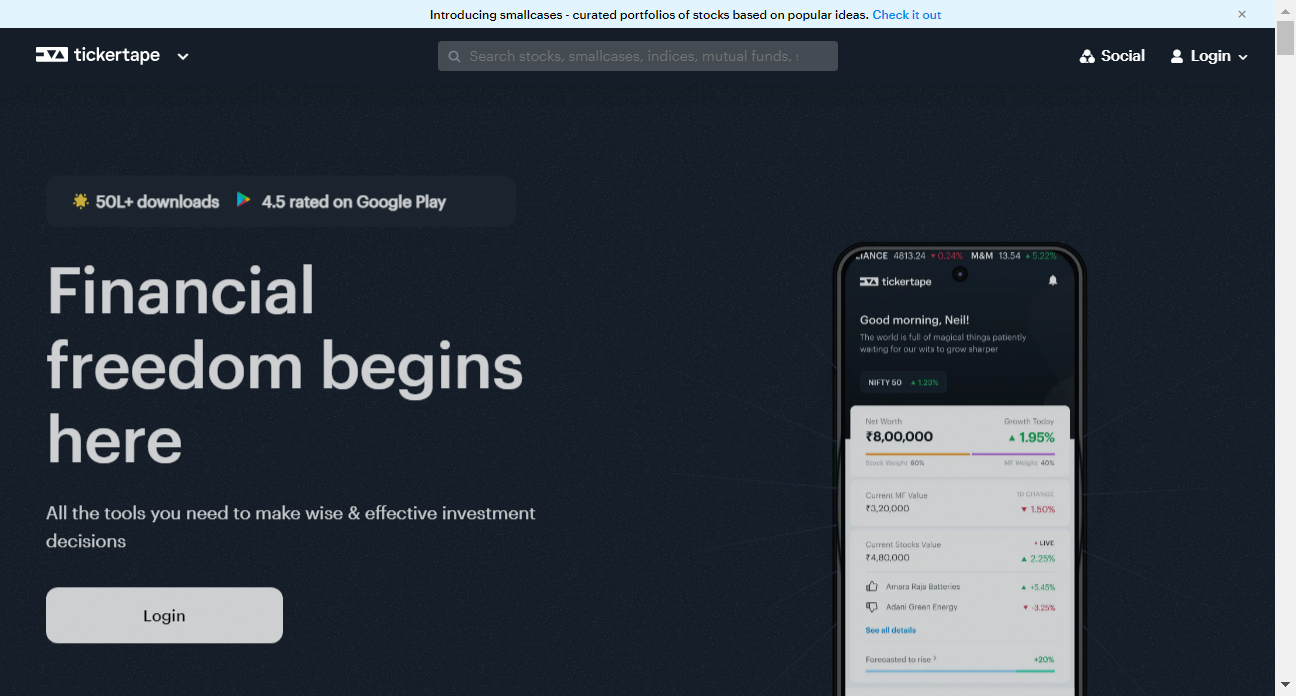 Introducing smallcases - curated portfolios of stocks based on popular ideas. Check it out
tickertape
Search stocks, smallcases, indices, mutual funds,
Social
Login
50L+ downloads
4.5 rated on Google Play
Financial
freedom begins
here
All the tools you need to make wise & effective investment
decisions
Login
LIANCE 4813.24 ▾ 0.24% M&M 13.54 ▴ 5.22%
tickertape
Good morning, Neil!
The world is full of magical things patiently
waiting for our wits to grow sharper
NIFTY 50 ▲ 1.23%
Net Worth Growth Today
₹8,00,000 ▲ 1.95%
Stock Weight 60% MF Weight 40%
Current MF Value 1D CHANGE
₹3,20,000 ▼ 1.50%
Current Stocks Value • LIVE
₹4,80,000 ▲ 2.25%
Amara Raja Batteries ▲ +5.45%
Adani Green Energy ▼ -3.25%
See all details
Forecasted to rise ? +20%